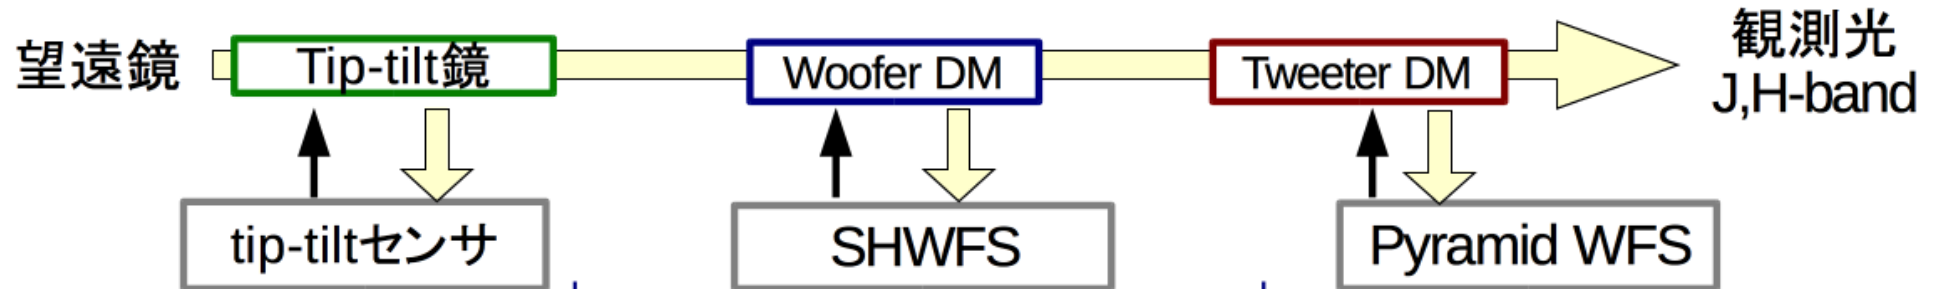 望遠鏡
Tip-tilt鏡
Woofer DM
Tweeter DM
観測光
J,H-band
tip-tiltセンサ
SHWFS
Pyramid WFS